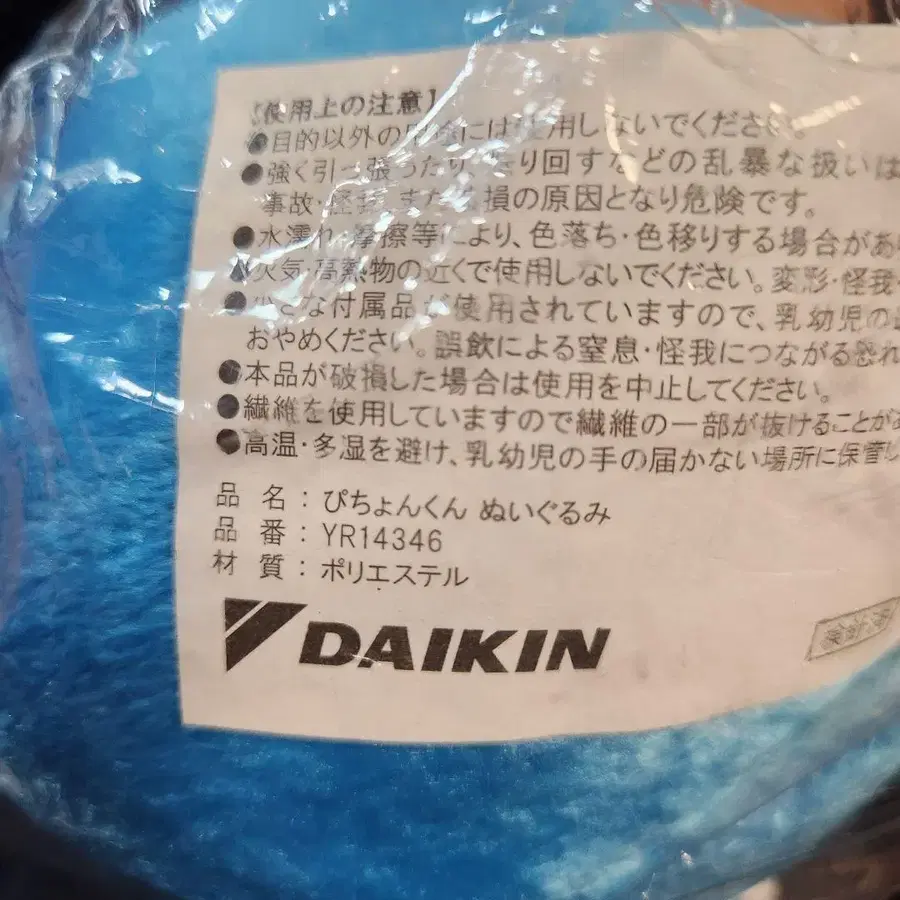 【使用上の注意】
●目的以外の用途には使用しないでください。
●強く引っ張ったり、振り回すなどの乱暴な扱いは
事故・怪我、また破損の原因となり危険です。
●水濡れ・摩擦等により、色落ち・色移りする場合があり
●火気・高熱物の近くで使用しないでください。変形・怪我・
●小さな付属品が使用されていますので、乳幼児の
おやめください。誤飲による窒息・怪我につながる恐れ
●本品が破損した場合は使用を中止してください。
●繊維を使用していますので繊維の一部が抜けることがあ
●高温・多湿を避け、乳幼児の手の届かない場所に保管し
品 名：ぴちょんくん ぬいぐるみ
品 番：YR14346
材 質：ポリエステル
DAIKIN